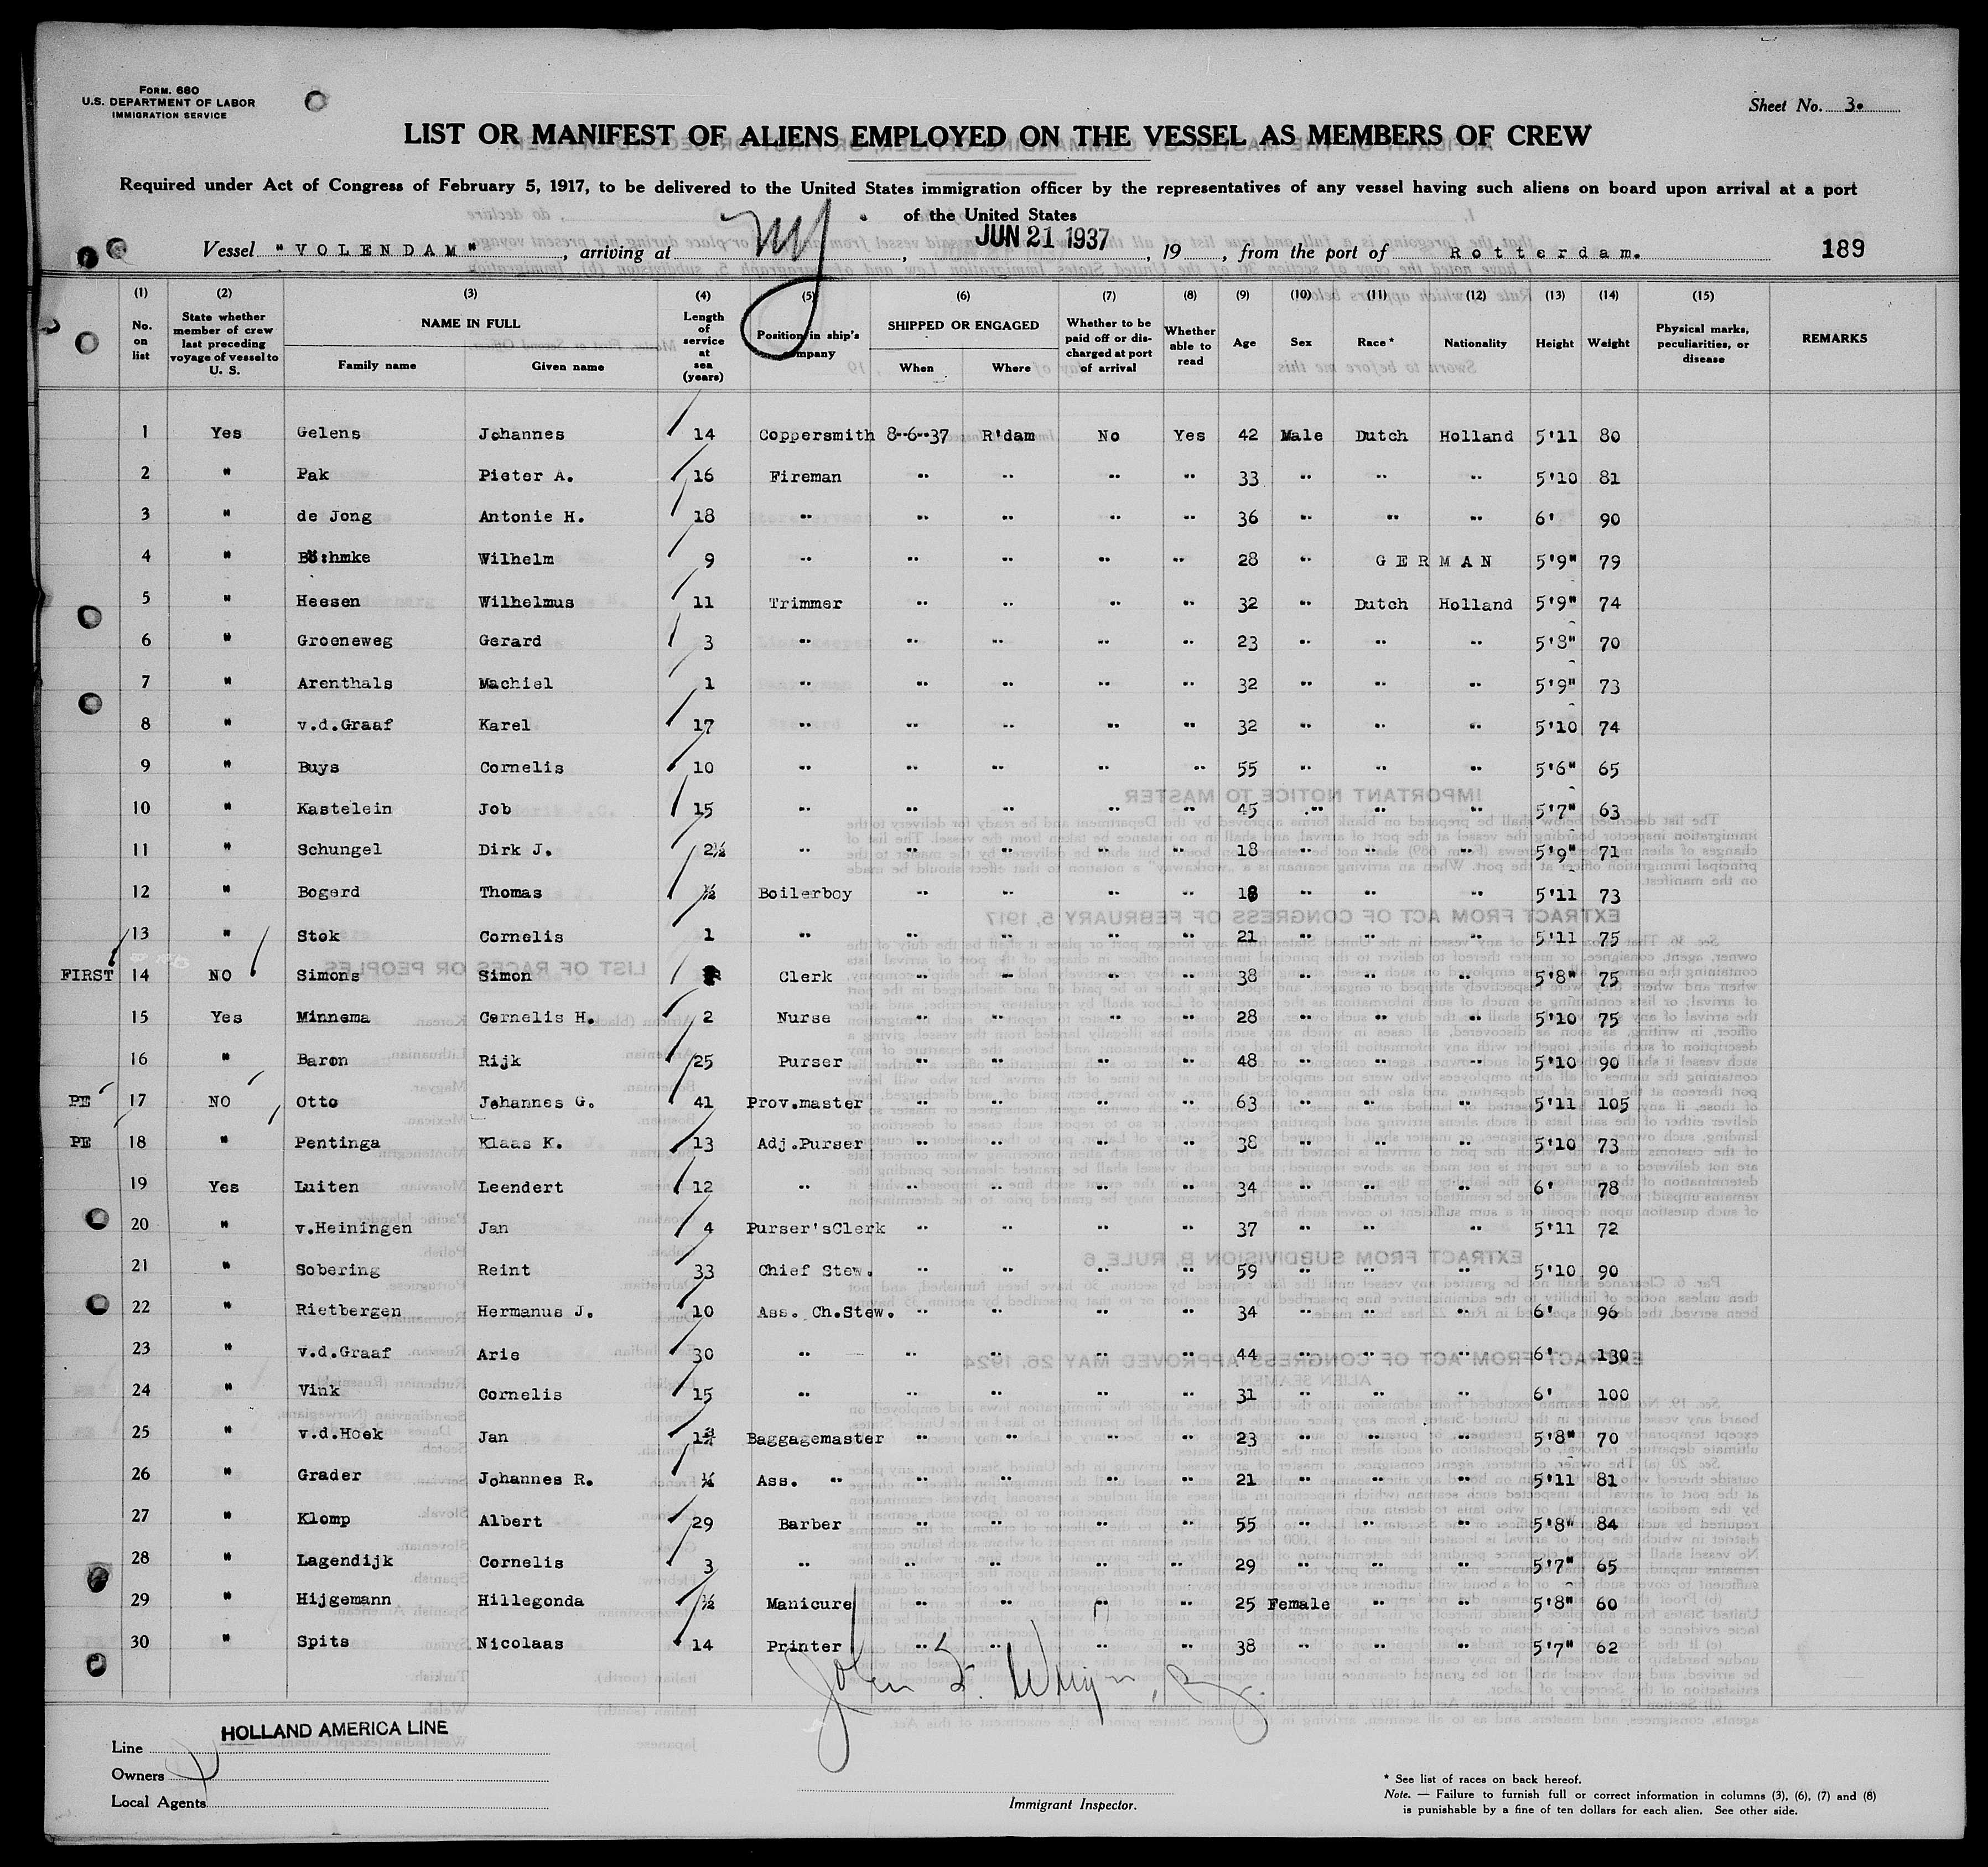 FORM. 680
U.S. DEPARTMENT OF LABOR
IMMIGRATION SERVICE
Sheet No. 3.
LIST OR MANIFEST OF ALIENS EMPLOYED ON THE VESSEL AS MEMBERS OF CREW
Required under Act of Congress of February 5, 1917, to be delivered to the United States immigration officer by the representatives of any vessel having such aliens on board upon arrival at a port
of the United States
Vessel "VOLENDAM", arriving at NY, JUN 21 1937, 19, from the port of Rotterdam. 189
(1) (2) (3) (4) (5) (6) (7) (8) (9) (10) (11) (12) (13) (14) (15)
No. on list | State whether member of crew last preceding voyage of vessel to U. S. | NAME IN FULL Family name Given name | Length of service at sea (years) | Position in ship's company | SHIPPED OR ENGAGED When Where | Whether to be paid off or discharged at port of arrival | Whether able to read | Age | Sex | Race* | Nationality | Height | Weight | Physical marks, peculiarities, or disease | REMARKS
1 Yes Gelens Johannes 14 Coppersmith 8-6-37 R'dam No Yes 42 Male Dutch Holland 5'11 80
2 " Pak Pieter A. 16 Fireman " " " " 33 " " " 5'10 81
3 " de Jong Antonie H. 18 " " " " " 36 " " " 6' 90
4 " Böhmke Wilhelm 9 " " " " " 28 " GERMAN 5'9" 79
5 " Heesen Wilhelmus 11 Trimmer " " " " 32 " Dutch Holland 5'9" 74
6 " Groeneweg Gerard 3 " " " " " 23 " " " 5'8" 70
7 " Arenthals Machiel 1 " " " " " 32 " " " 5'9" 73
8 " v.d.Graaf Karel 17 " " " " " 32 " " " 5'10 74
9 " Buys Cornelis 10 " " " " " 55 " " " 5'6" 65
10 " Kastelein Job 15 " " " " " 45 " " " 5'7" 63
11 " Schungel Dirk J. 2½ " " " " " 18 " " " 5'9" 71
12 " Bogerd Thomas ½ Boilerboy " " " " 18 " " " 5'11 73
13 " Stok Cornelis 1 " " " " " 21 " " " 5'11 75
FIRST 14 NO Simons Simon Clerk " " " " 38 " " " 5'8" 75
15 Yes Minnema Cornelis H. 2 Nurse " " " " 28 " " " 5'10 75
16 " Baron Rijk 25 Purser " " " " 48 " " " 5'10 90
PE 17 NO Otto Johannes G. 41 Prov.master " " " " 63 " " " 5'11 105
PE 18 " Pentinga Klaas K. 13 Adj.Purser " " " " 38 " " " 5'10 73
19 Yes Luiten Leendert 12 " " " " " 34 " " " 6' 78
20 " v.Heiningen Jan 4 Purser'sClerk " " " " 37 " " " 5'11 72
21 " Sobering Reint 33 Chief Stew. " " " " 59 " " " 5'10 90
22 " Rietbergen Hermanus J. 10 Ass. Ch.Stew. " " " " 34 " " " 6' 96
23 " v.d.Graaf Arie 30 " " " " " 44 " " " 6' 130
24 " Vink Cornelis 15 " " " " " 31 " " " 6' 100
25 " v.d.Hoek Jan Baggagemaster " " " " 23 " " " 5'8" 70
26 " Grader Johannes R. ½ Ass. " " " " " 21 " " " 5'11 81
27 " Klomp Albert 29 Barber " " " " 55 " " " 5'8" 84
28 " Lagendijk Cornelis 3 " " " " " 29 " " " 5'7" 65
29 " Hijgemann Hillegonda ½ Manicure " " " " 25 Female " " 5'8" 60
30 " Spits Nicolaas 14 Printer " " " " 38 " " " 5'7" 62
John
HOLLAND AMERICA LINE
Line
Owners
Local Agents
Immigrant Inspector.
* See list of races on back hereof.
Note. — Failure to furnish full or correct information in columns (3), (6), (7) and (8)
is punishable by a fine of ten dollars for each alien. See other side.